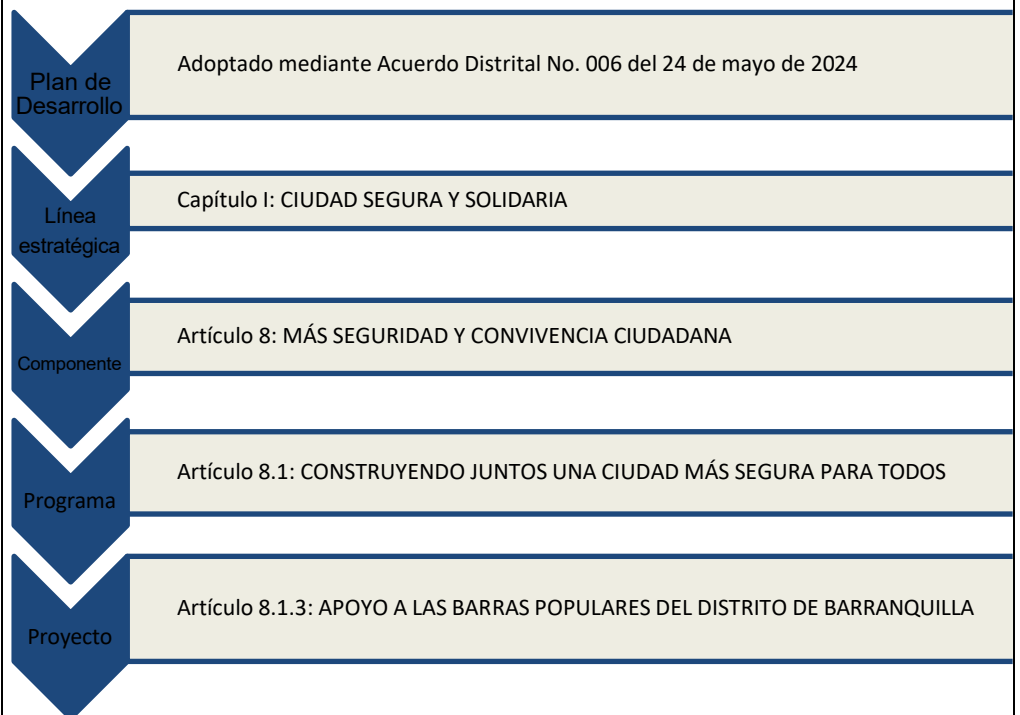 Plan de
Desarrollo
Adoptado mediante Acuerdo Distrital No. 006 del 24 de mayo de 2024
Línea
estratégica
Capítulo I: CIUDAD SEGURA Y SOLIDARIA
Componente
Artículo 8: MÁS SEGURIDAD Y CONVIVENCIA CIUDADANA
Programa
Artículo 8.1: CONSTRUYENDO JUNTOS UNA CIUDAD MÁS SEGURA PARA TODOS
Proyecto
Artículo 8.1.3: APOYO A LAS BARRAS POPULARES DEL DISTRITO DE BARRANQUILLA